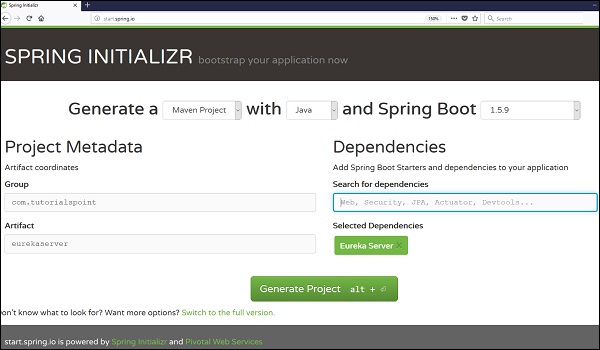 Spring Initializr
start.spring.io
150%
Search
SPRING INITIALIZR bootstrap your application now
Generate a Maven Project with Java and Spring Boot 1.5.9
Project Metadata
Artifact coordinates
Group
com.tutorialspoint
Artifact
eurekaserver
Dependencies
Add Spring Boot Starters and dependencies to your application
Search for dependencies
Web, Security, JPA, Actuator, Devtools...
Selected Dependencies
Eureka Server ×
Generate Project alt + ⏎
on't know what to look for? Want more options? Switch to the full version.
start.spring.io is powered by Spring Initializr and Pivotal Web Services